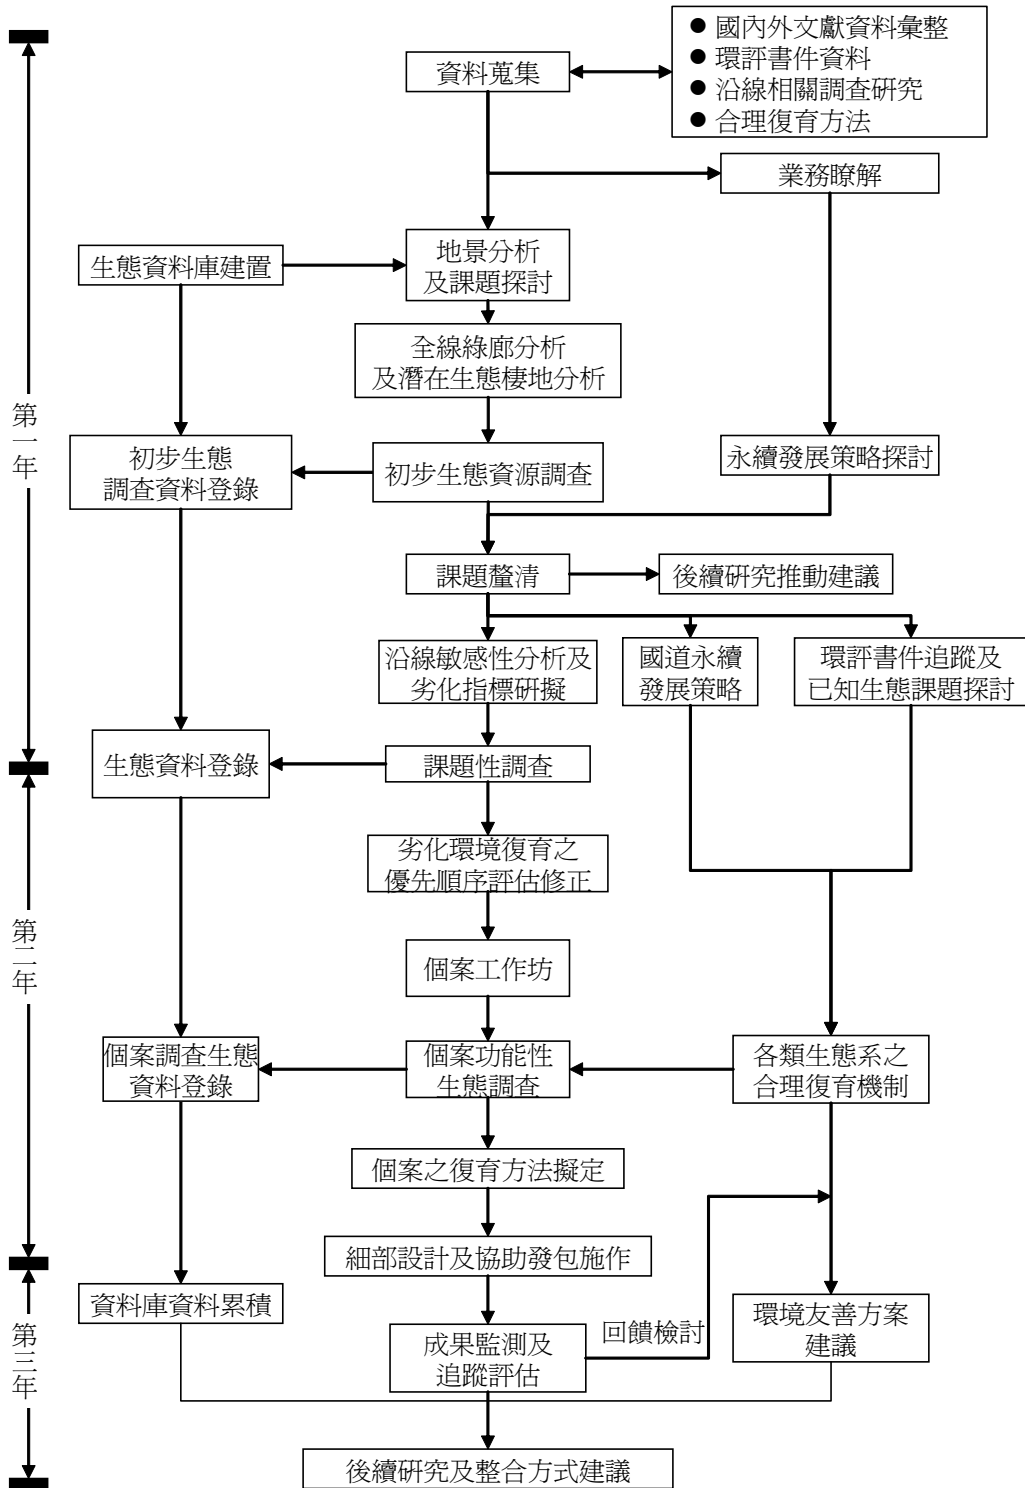 ● 國內外文獻資料彙整
● 環評書件資料
● 沿線相關調查研究
● 合理復育方法
資料蒐集
業務瞭解
地景分析
及課題探討
生態資料庫建置
全線綠廊分析
及潛在生態棲地分析
第一年
初步生態
調查資料登錄
初步生態資源調查
永續發展策略探討
課題釐清
後續研究推動建議
沿線敏感性分析及
劣化指標研擬
國道永續
發展策略
環評書件追蹤及
已知生態課題探討
生態資料登錄
課題性調查
劣化環境復育之
優先順序評估修正
第二年
個案工作坊
個案調查生態
資料登錄
個案功能性
生態調查
各類生態系之
合理復育機制
個案之復育方法擬定
細部設計及協助發包施作
資料庫資料累積
第三年
成果監測及
追蹤評估
回饋檢討
環境友善方案
建議
後續研究及整合方式建議